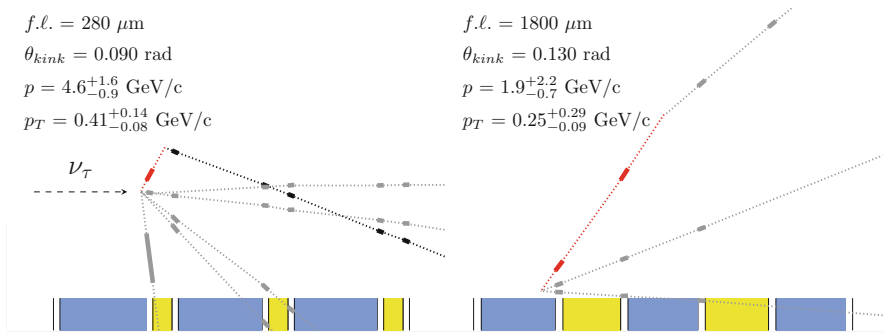 f.ℓ. = 280 μm
θ_kink = 0.090 rad
p = 4.6^{+1.6}_{-0.9} GeV/c
p_T = 0.41^{+0.14}_{-0.08} GeV/c
ν_τ
f.ℓ. = 1800 μm
θ_kink = 0.130 rad
p = 1.9^{+2.2}_{-0.7} GeV/c
p_T = 0.25^{+0.29}_{-0.09} GeV/c